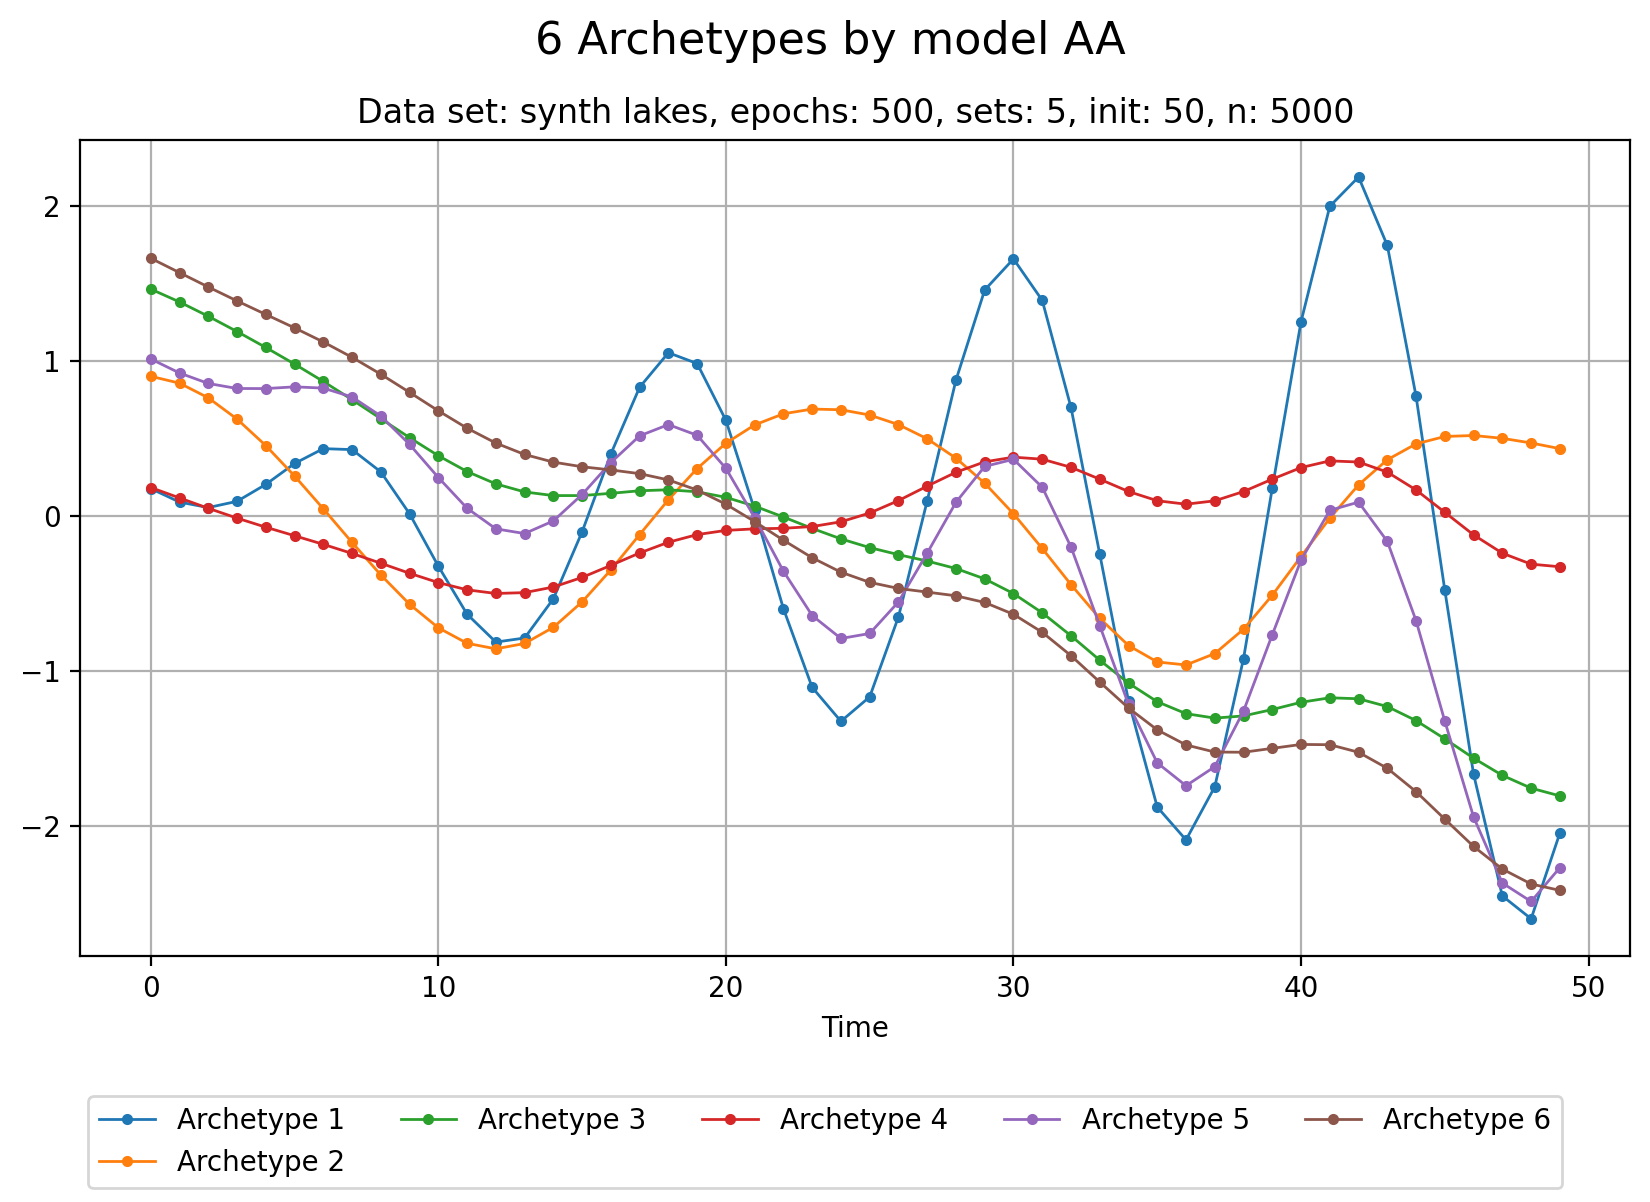 6 Archetypes by model AA
Data set: synth lakes, epochs: 500, sets: 5, init: 50, n: 5000
2
1
0
−1
−2
0 10 20 30 40 50
Time
Archetype 1 Archetype 3 Archetype 4 Archetype 5 Archetype 6
Archetype 2